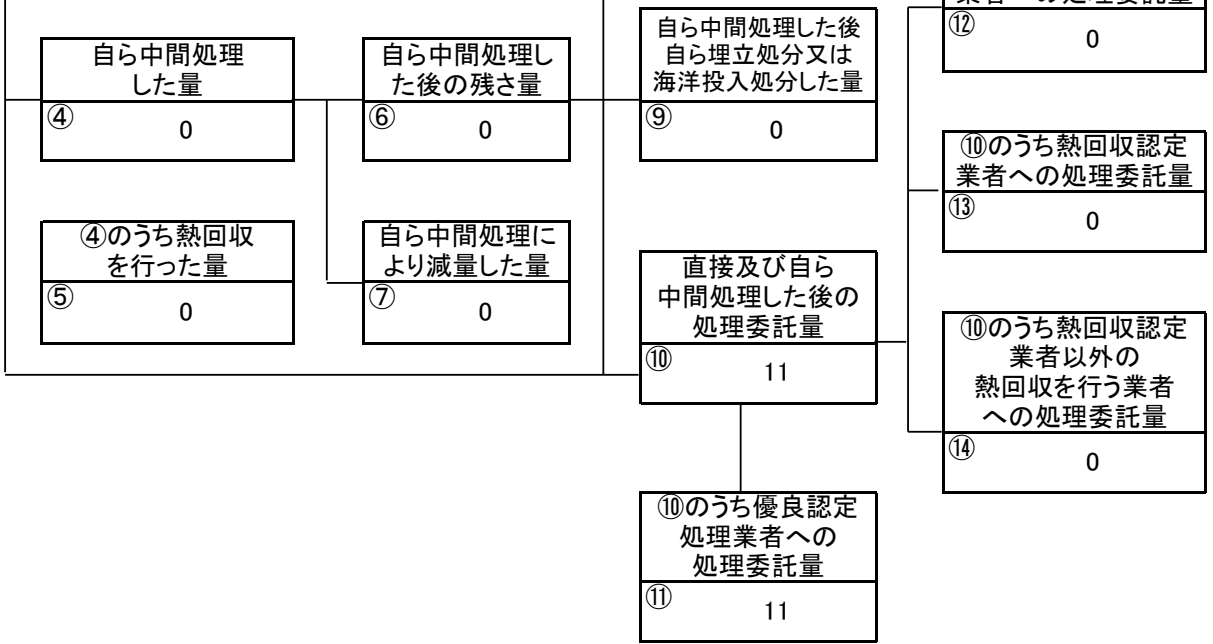 自ら中間処理
した量
④
0
自ら中間処理し
た後の残さ量
⑥
0
自ら中間処理した後
自ら埋立処分又は
海洋投入処分した量
⑨
0
⑫
0
④のうち熱回収
を行った量
⑤
0
自ら中間処理に
より減量した量
⑦
0
直接及び自ら
中間処理した後の
処理委託量
⑩
11
⑩のうち熱回収認定
業者への処理委託量
⑬
0
⑩のうち熱回収認定
業者以外の
熱回収を行う業者
への処理委託量
⑭
0
⑩のうち優良認定
処理業者への
処理委託量
⑪
11